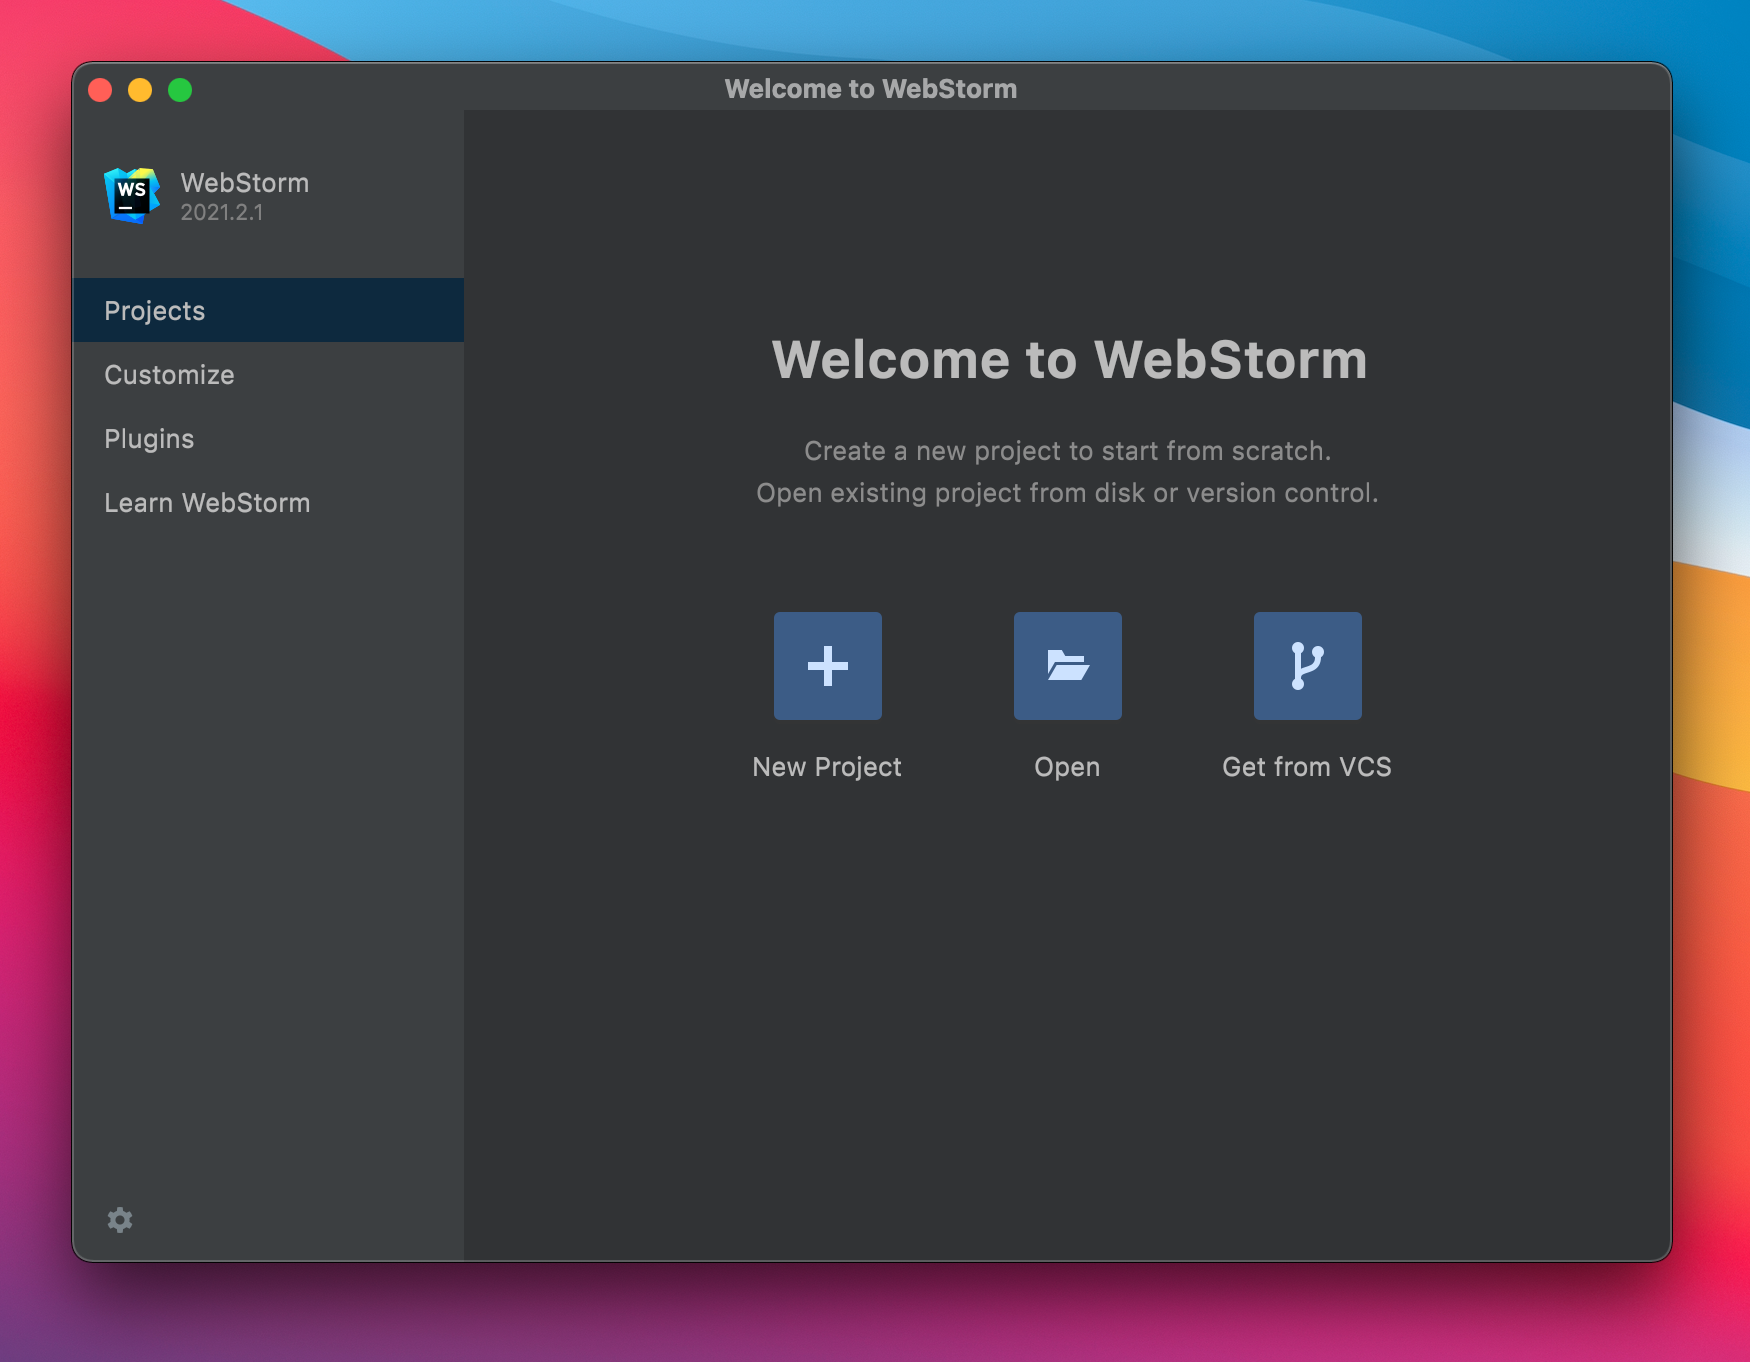 Welcome to WebStorm
WS
WebStorm
2021.2.1
Projects
Customize
Plugins
Learn WebStorm
Welcome to WebStorm
Create a new project to start from scratch.
Open existing project from disk or version control.
New Project
Open
Get from VCS